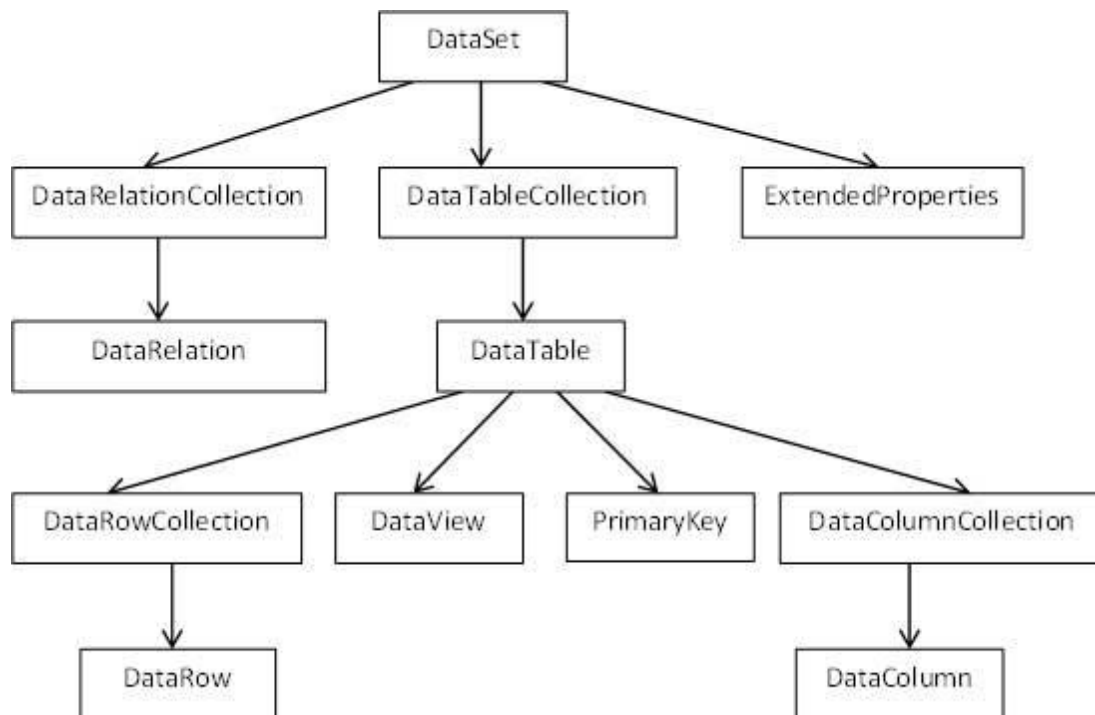 DataSet
DataRelationCollection
DataTableCollection
ExtendedProperties
DataRelation
DataTable
DataRowCollection
DataView
PrimaryKey
DataColumnCollection
DataRow
DataColumn